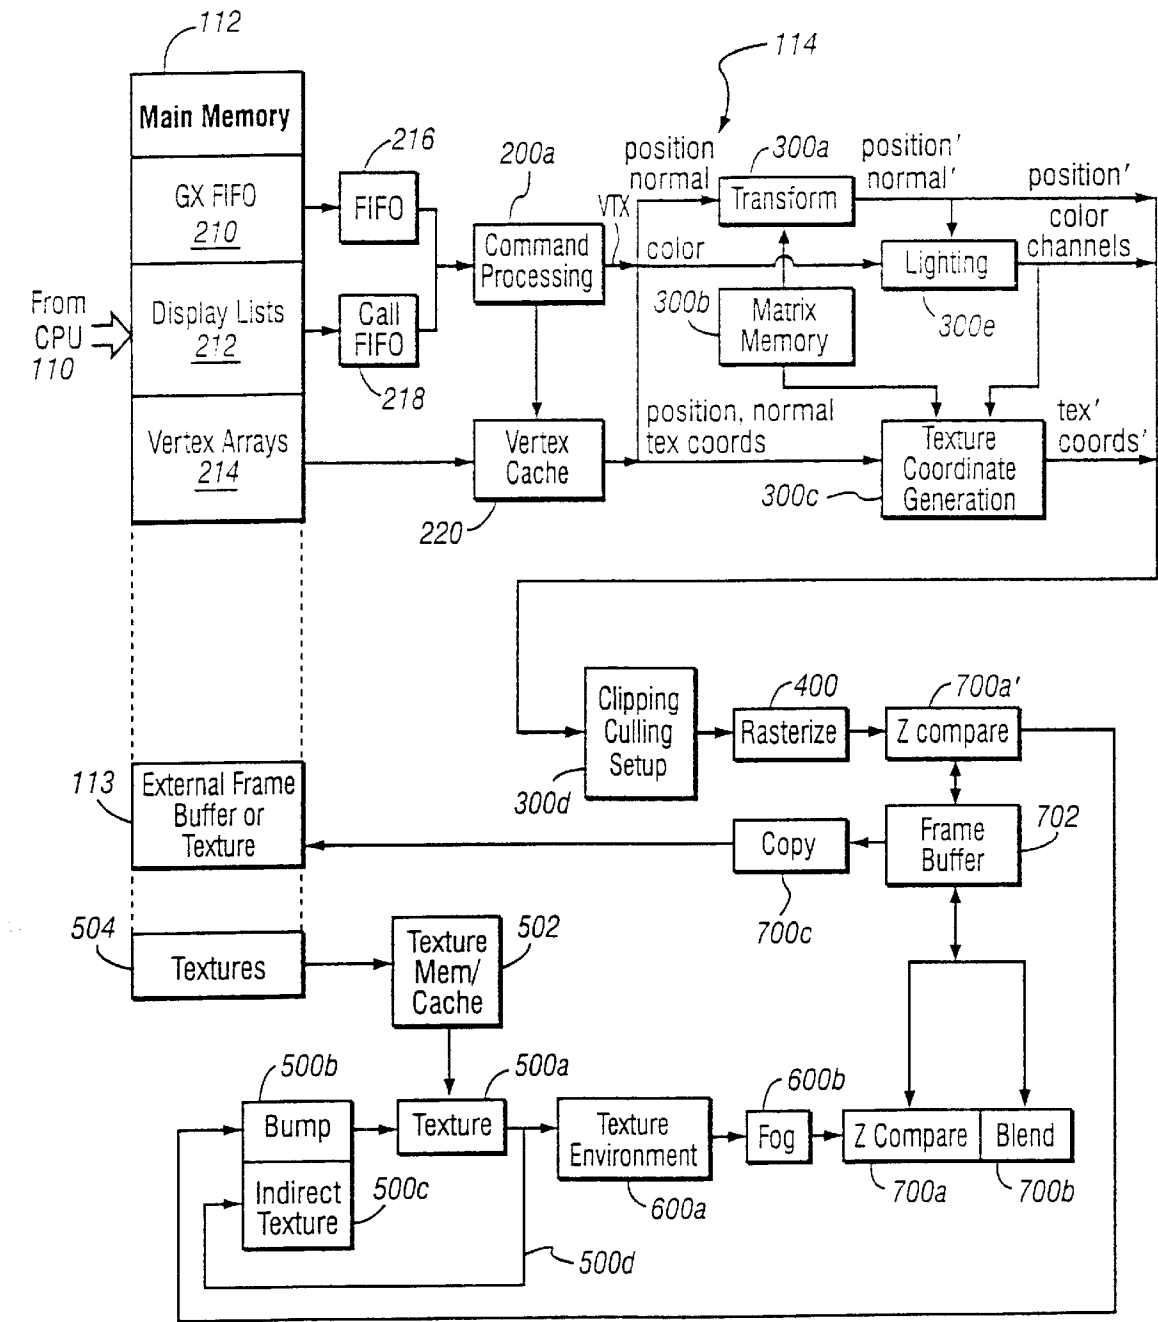 112
114
Main Memory
GX FIFO
210
Display Lists
212
Vertex Arrays
214
From
CPU
110
216
FIFO
Call
FIFO
218
200a
Command
Processing
VTX
Vertex
Cache
220
position
normal
300a
Transform
position′
normal′
position′
color
channels
color
Lighting
300e
300b
Matrix
Memory
position, normal
tex coords
Texture
Coordinate
Generation
300c
tex′
coords′
Clipping
Culling
Setup
300d
400
Rasterize
700a′
Z compare
113
External Frame
Buffer or
Texture
Copy
700c
Frame
Buffer
702
504
Textures
Texture
Mem/
Cache
502
500b
Bump
Indirect
Texture
500c
500a
Texture
500d
Texture
Environment
600a
600b
Fog
Z Compare
700a
Blend
700b